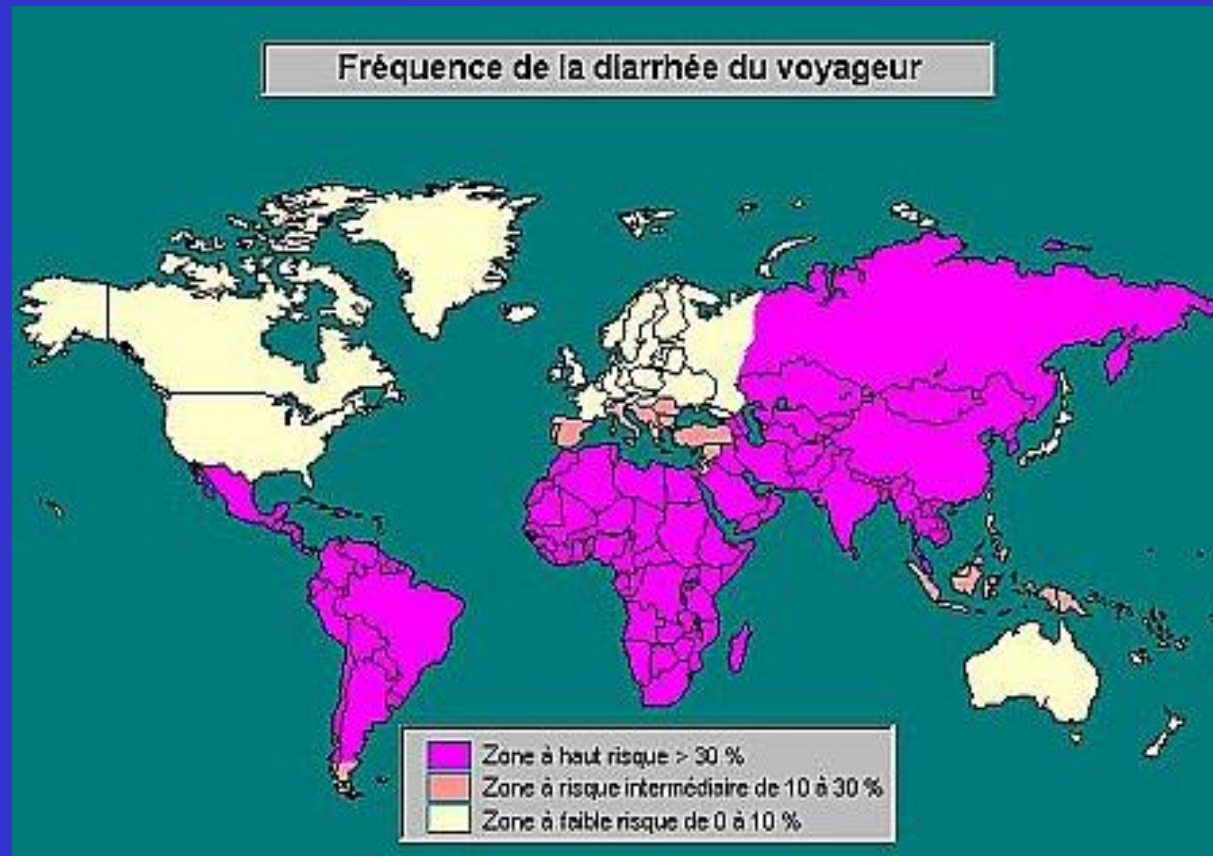 Fréquence de la diarrhée du voyageur
Zone à haut risque > 30 %
Zone à risque intermédiaire de 10 à 30 %
Zone à faible risque de 0 à 10 %